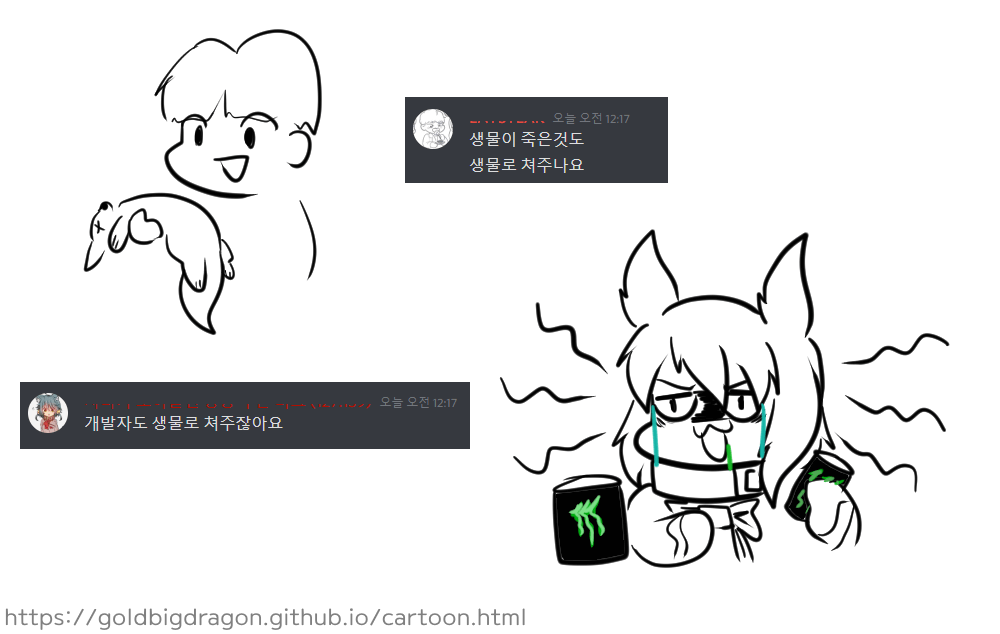 오늘 오전 12:17
생물이 죽은것도
생물로 쳐주나요
오늘 오전 12:17
개발자도 생물로 쳐주잖아요
https://goldbigdragon.github.io/cartoon.html